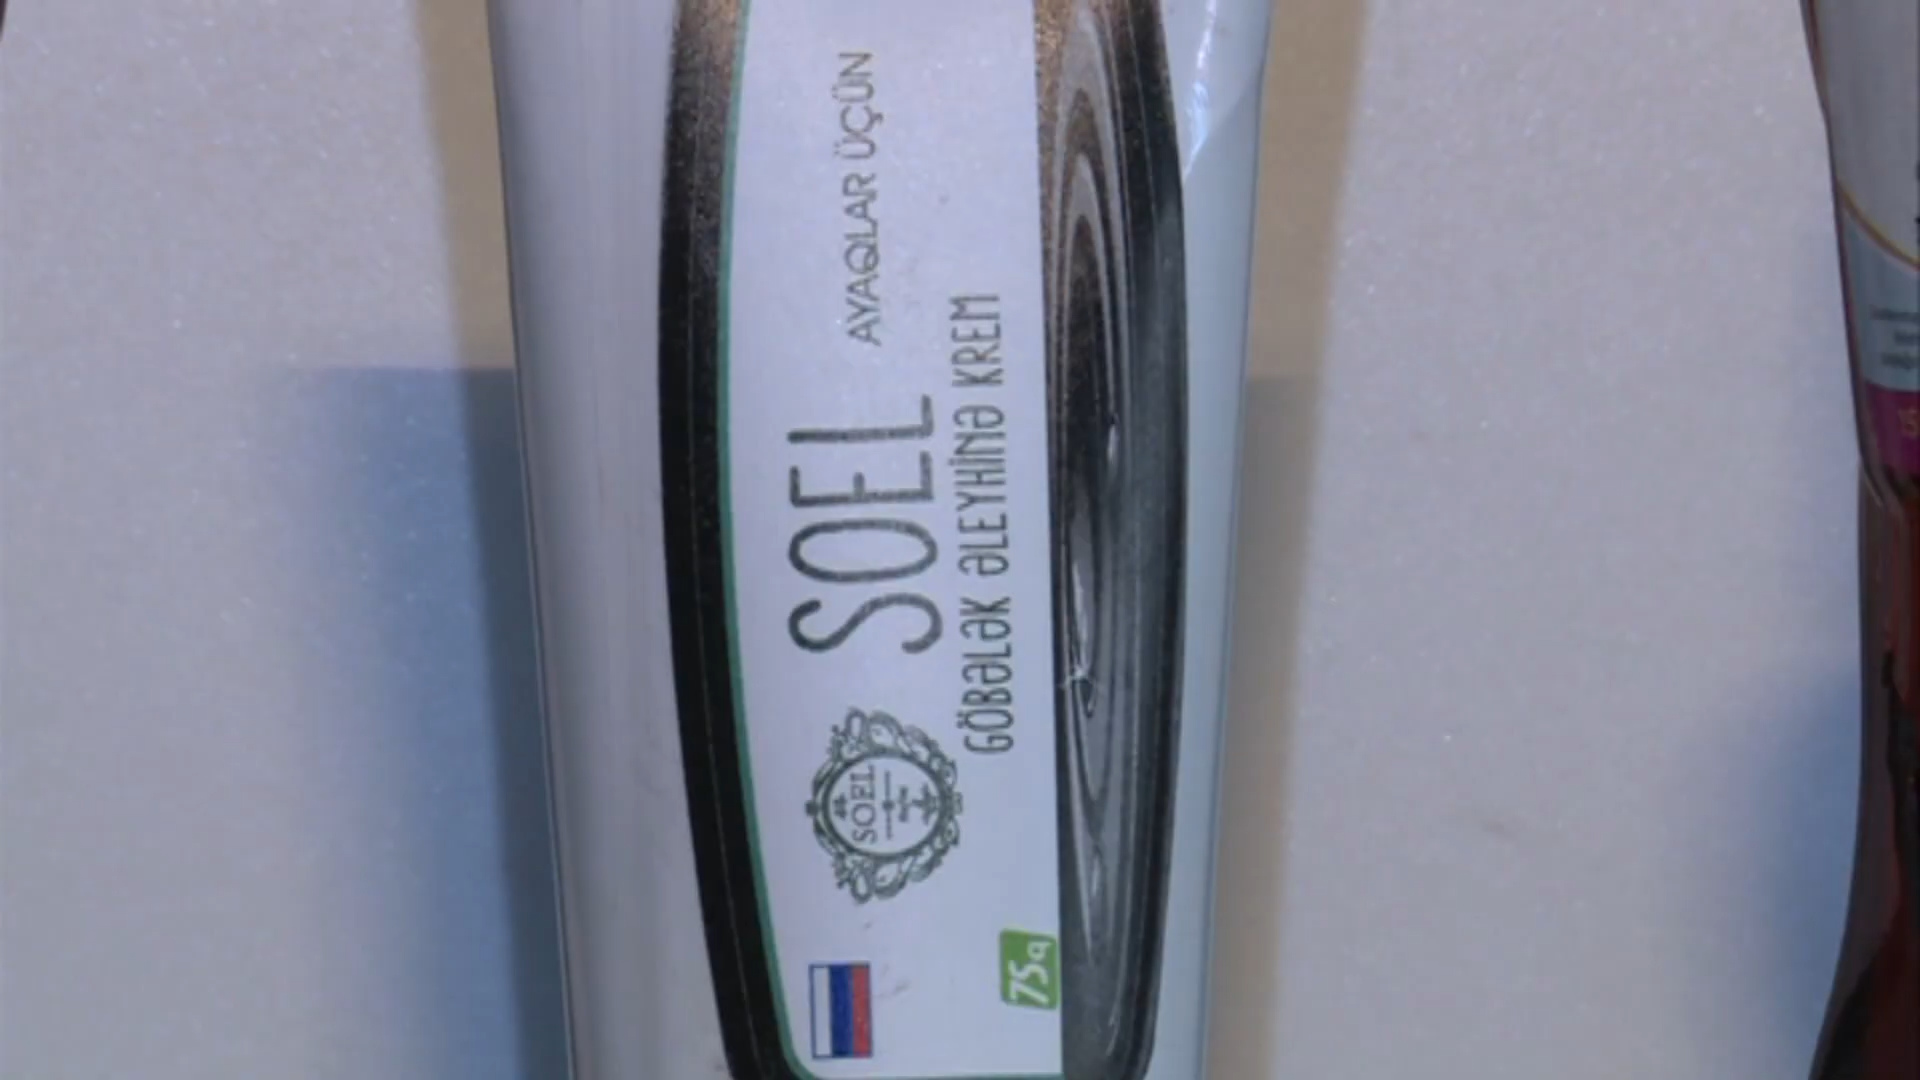 SOEL
AYAQLAR ÜÇÜN
GÖBƏLƏK ƏLEYHİNƏ KREM
SOEL
75q